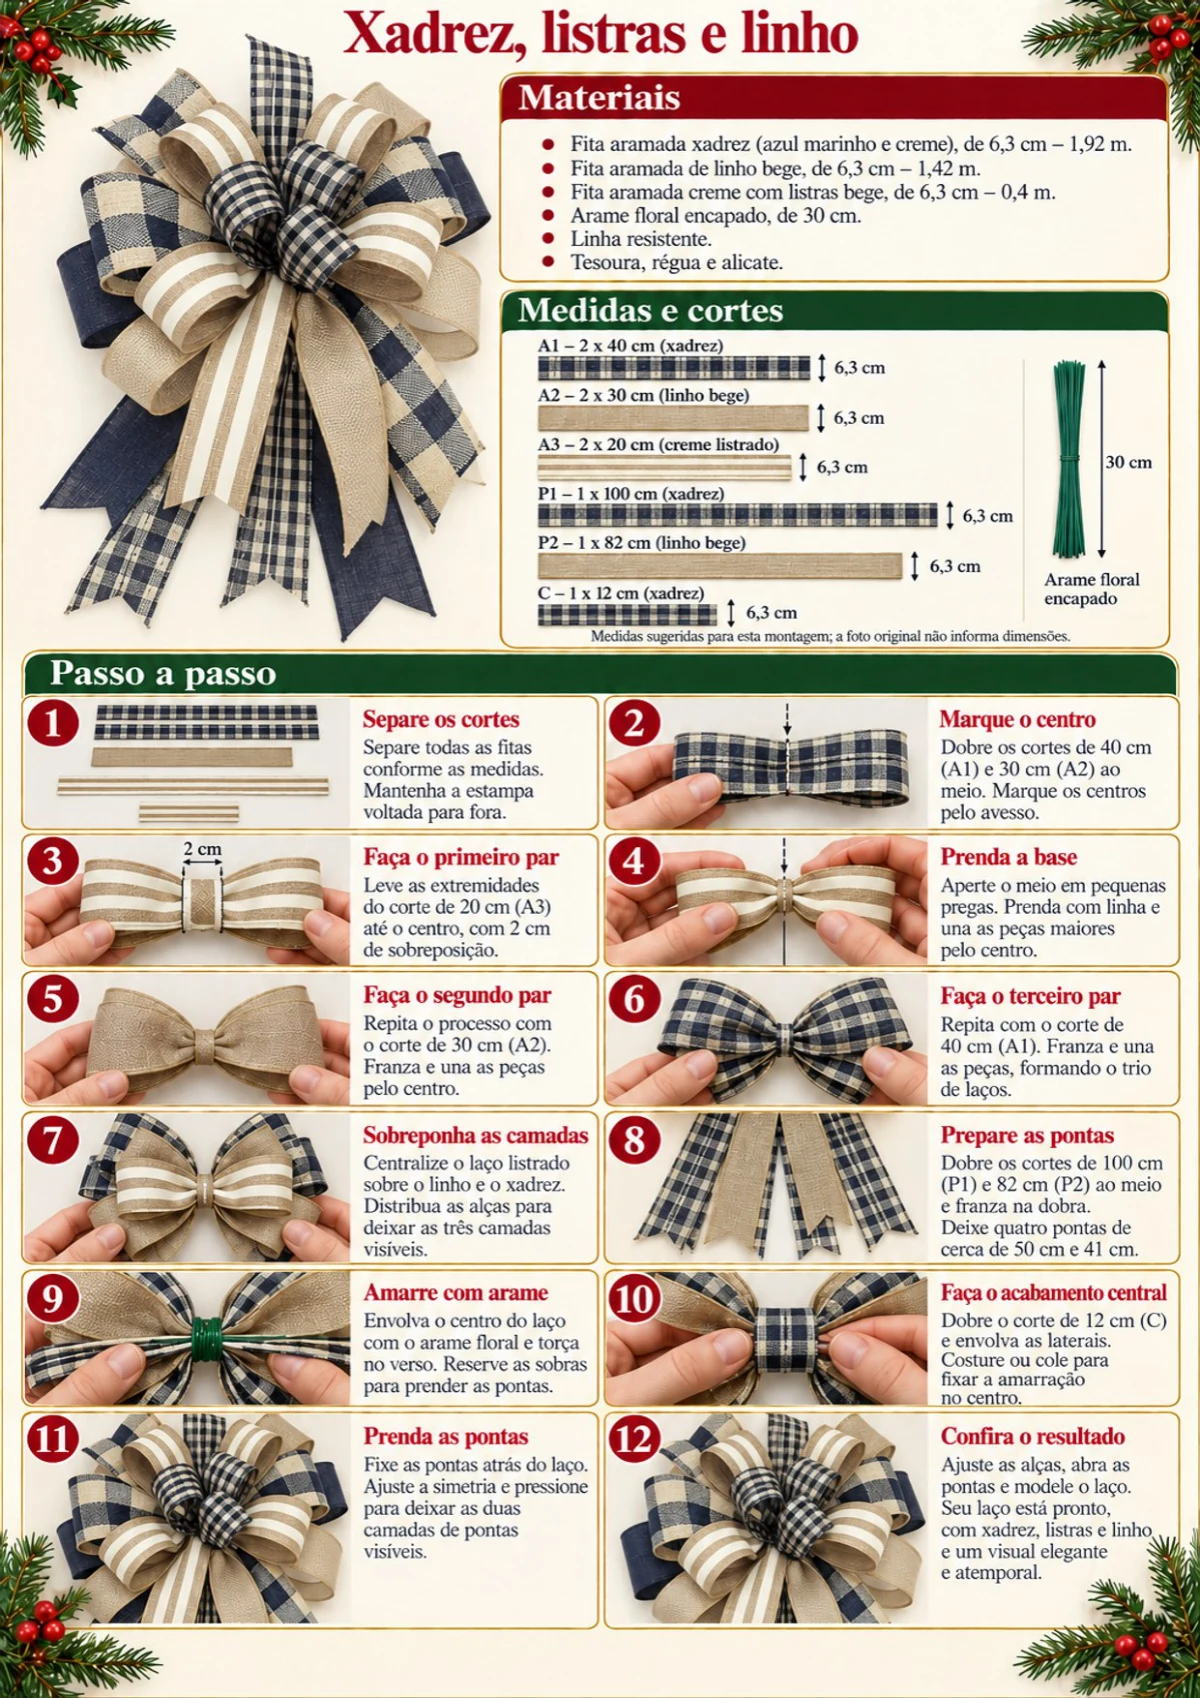 Xadrez, listras e linho
Materiais
Fita aramada xadrez (azul marinho e creme), de 6,3 cm – 1,92 m.
Fita aramada de linho bege, de 6,3 cm – 1,42 m.
Fita aramada creme com listras bege, de 6,3 cm – 0,4 m.
Arame floral encapado, de 30 cm.
Linha resistente.
Tesoura, régua e alicate.
Medidas e cortes
A1 – 2 x 40 cm (xadrez)
6,3 cm
A2 – 2 x 30 cm (linho bege)
6,3 cm
A3 – 2 x 20 cm (creme listrado)
6,3 cm
P1 – 1 x 100 cm (xadrez)
6,3 cm
P2 – 1 x 82 cm (linho bege)
6,3 cm
C – 1 x 12 cm (xadrez)
6,3 cm
30 cm
Arame floral
encapado
Medidas sugeridas para esta montagem; a foto original não informa dimensões.
Passo a passo
1
Separe os cortes
Separe todas as fitas
conforme as medidas.
Mantenha a estampa
voltada para fora.
2
Marque o centro
Dobre os cortes de 40 cm
(A1) e 30 cm (A2) ao
meio. Marque os centros
pelo avesso.
3
2 cm
Faça o primeiro par
Leve as extremidades
do corte de 20 cm (A3)
até o centro, com 2 cm
de sobreposição.
4
Prenda a base
Aperte o meio em pequenas
pregas. Prenda com linha e
una as peças maiores
pelo centro.
5
Faça o segundo par
Repita o processo com
o corte de 30 cm (A2).
Franza e una as peças
pelo centro.
6
Faça o terceiro par
Repita com o corte de
40 cm (A1). Franza e una
as peças, formando o trio
de laços.
7
Sobreponha as camadas
Centralize o laço listrado
sobre o linho e o xadrez.
Distribua as alças para
deixar as três camadas
visíveis.
8
Prepare as pontas
Dobre os cortes de 100 cm
(P1) e 82 cm (P2) ao meio
e franza na dobra.
Deixe quatro pontas de
cerca de 50 cm e 41 cm.
9
Amarre com arame
Envolva o centro do laço
com o arame floral e torça
no verso. Reserve as sobras
para prender as pontas.
10
Faça o acabamento central
Dobre o corte de 12 cm (C)
e envolva as laterais.
Costure ou cole para
fixar a amarração
no centro.
11
Prenda as pontas
Fixe as pontas atrás do laço.
Ajuste a simetria e pressione
para deixar as duas
camadas de pontas
visíveis.
12
Confira o resultado
Ajuste as alças, abra as
pontas e modele o laço.
Seu laço está pronto,
com xadrez, listras e linho,
e um visual elegante
e atemporal.